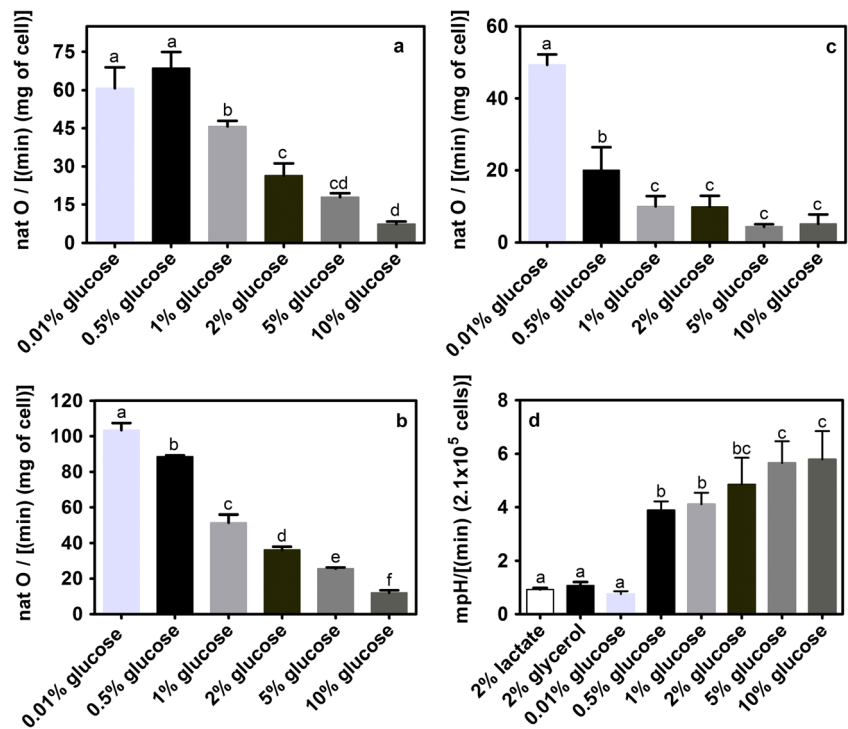 a
nat O / [(min) (mg of cell)]
75
60
45
30
15
0
a
a
b
c
cd
d
0.01% glucose
0.5% glucose
1% glucose
2% glucose
5% glucose
10% glucose
c
nat O / [(min) (mg of cell)]
60
40
20
0
a
b
c
c
c
c
0.01% glucose
0.5% glucose
1% glucose
2% glucose
5% glucose
10% glucose
b
nat O / [(min) (mg of cell)]
120
100
80
60
40
20
0
a
b
c
d
e
f
0.01% glucose
0.5% glucose
1% glucose
2% glucose
5% glucose
10% glucose
d
mpH/[(min) (2.1x10⁵ cells)]
8
6
4
2
0
a
a
a
b
b
bc
c
c
2% lactate
2% glycerol
0.01% glucose
0.5% glucose
1% glucose
2% glucose
5% glucose
10% glucose